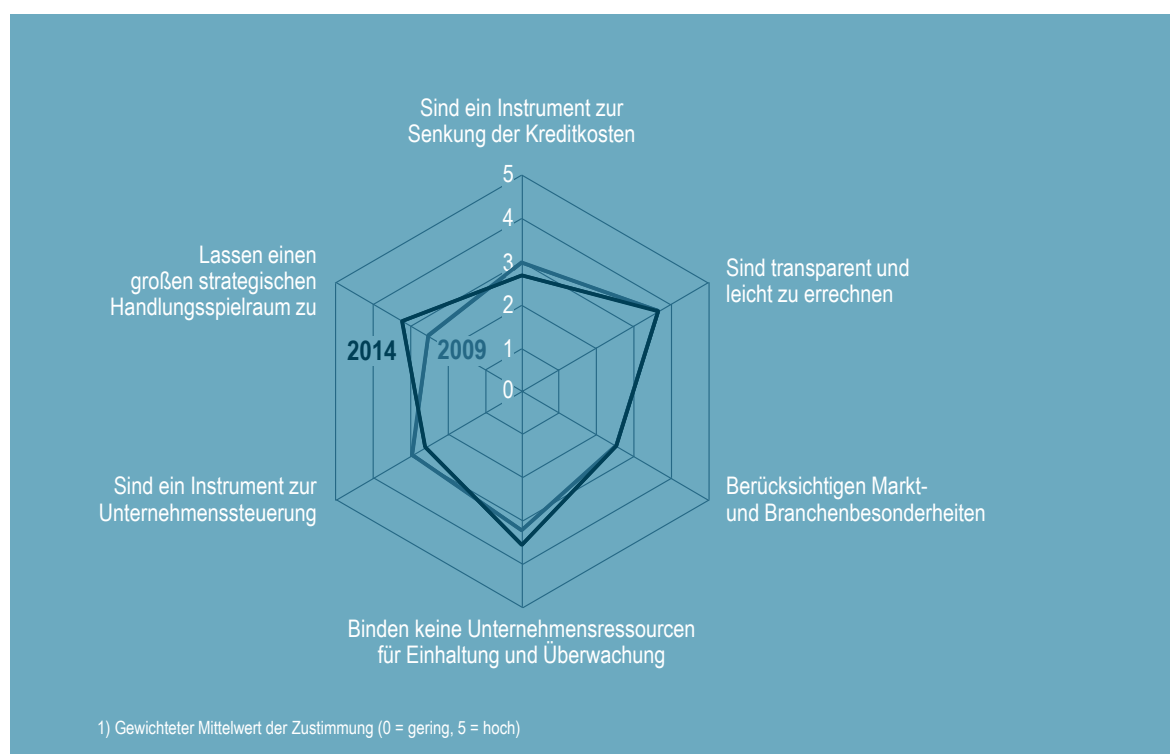 Sind ein Instrument zur
Senkung der Kreditkosten
5
4
3
2
1
0
Lassen einen
großen strategischen
Handlungsspielraum zu
Sind transparent und
leicht zu errechnen
2014
2009
Sind ein Instrument zur
Unternehmenssteuerung
Berücksichtigen Markt-
und Branchenbesonderheiten
Binden keine Unternehmensressourcen
für Einhaltung und Überwachung
1) Gewichteter Mittelwert der Zustimmung (0 = gering, 5 = hoch)